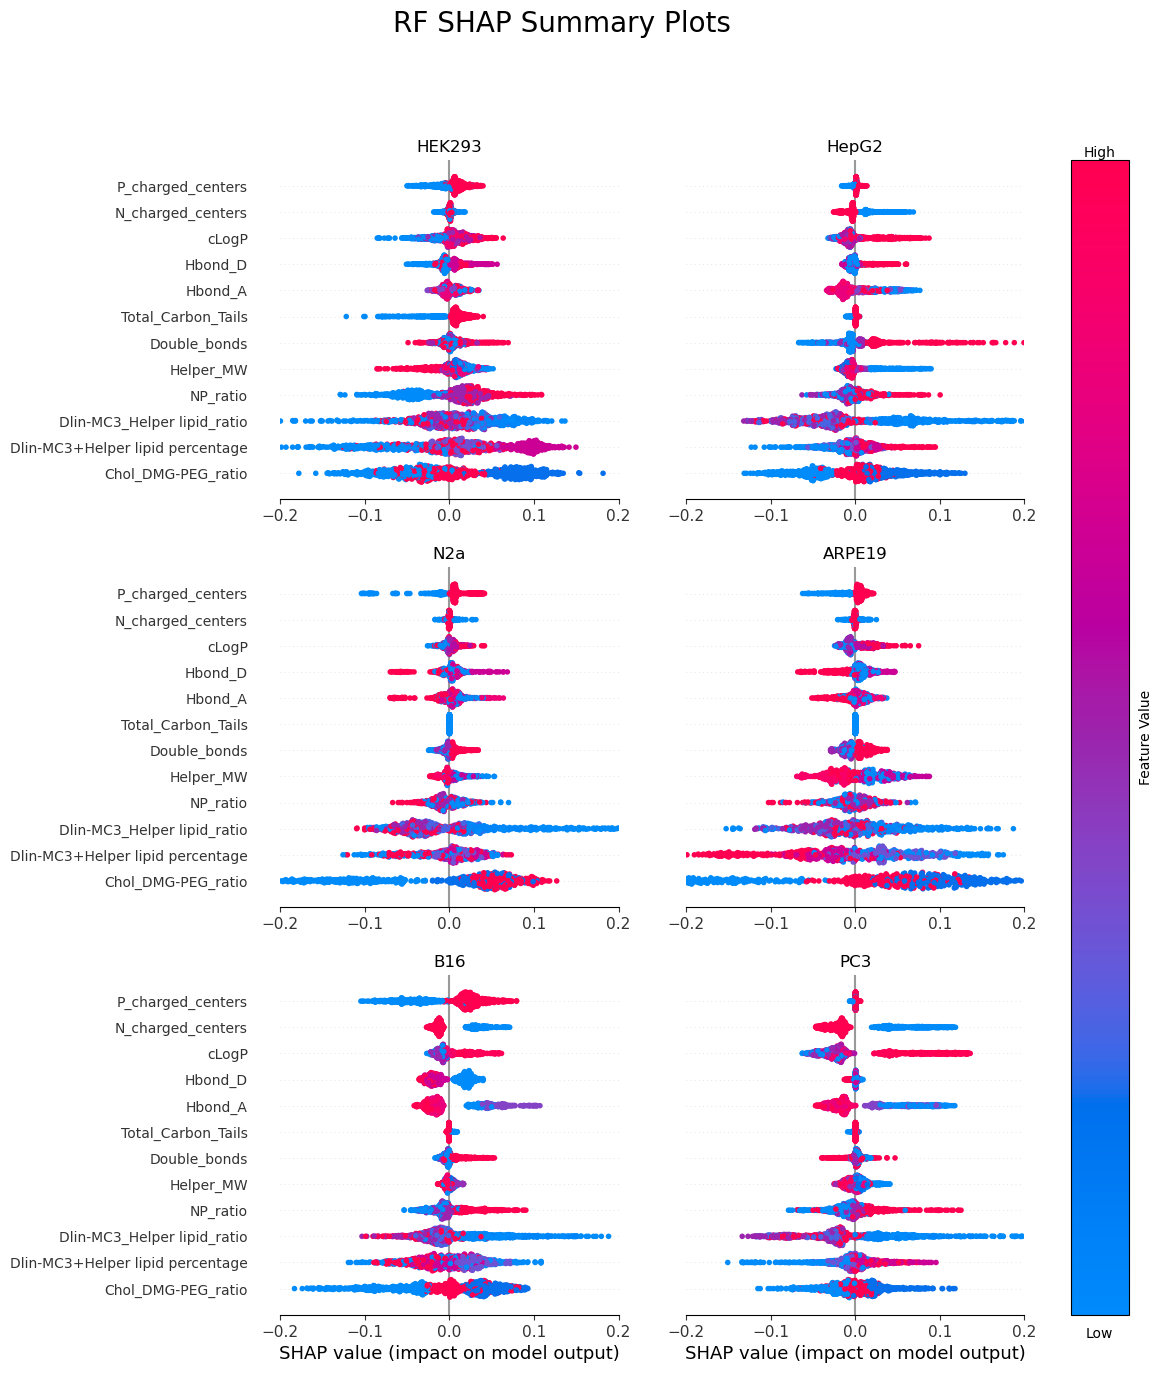 RF SHAP Summary Plots
HEK293
HepG2
High
P_charged_centers
N_charged_centers
cLogP
Hbond_D
Hbond_A
Total_Carbon_Tails
Double_bonds
Helper_MW
NP_ratio
Dlin-MC3_Helper lipid_ratio
Dlin-MC3+Helper lipid percentage
Chol_DMG-PEG_ratio
−0.2 −0.1 0.0 0.1 0.2
−0.2 −0.1 0.0 0.1 0.2
N2a
ARPE19
P_charged_centers
N_charged_centers
cLogP
Hbond_D
Hbond_A
Total_Carbon_Tails
Double_bonds
Helper_MW
NP_ratio
Dlin-MC3_Helper lipid_ratio
Dlin-MC3+Helper lipid percentage
Chol_DMG-PEG_ratio
−0.2 −0.1 0.0 0.1 0.2
−0.2 −0.1 0.0 0.1 0.2
Feature Value
B16
PC3
P_charged_centers
N_charged_centers
cLogP
Hbond_D
Hbond_A
Total_Carbon_Tails
Double_bonds
Helper_MW
NP_ratio
Dlin-MC3_Helper lipid_ratio
Dlin-MC3+Helper lipid percentage
Chol_DMG-PEG_ratio
−0.2 −0.1 0.0 0.1 0.2
−0.2 −0.1 0.0 0.1 0.2
SHAP value (impact on model output)
SHAP value (impact on model output)
Low